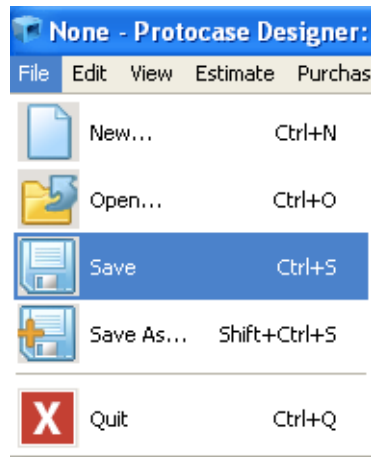 None - Protocase Designer:
File Edit View Estimate Purchas
New... Ctrl+N
Open... Ctrl+O
Save Ctrl+S
Save As... Shift+Ctrl+S
X Quit Ctrl+Q